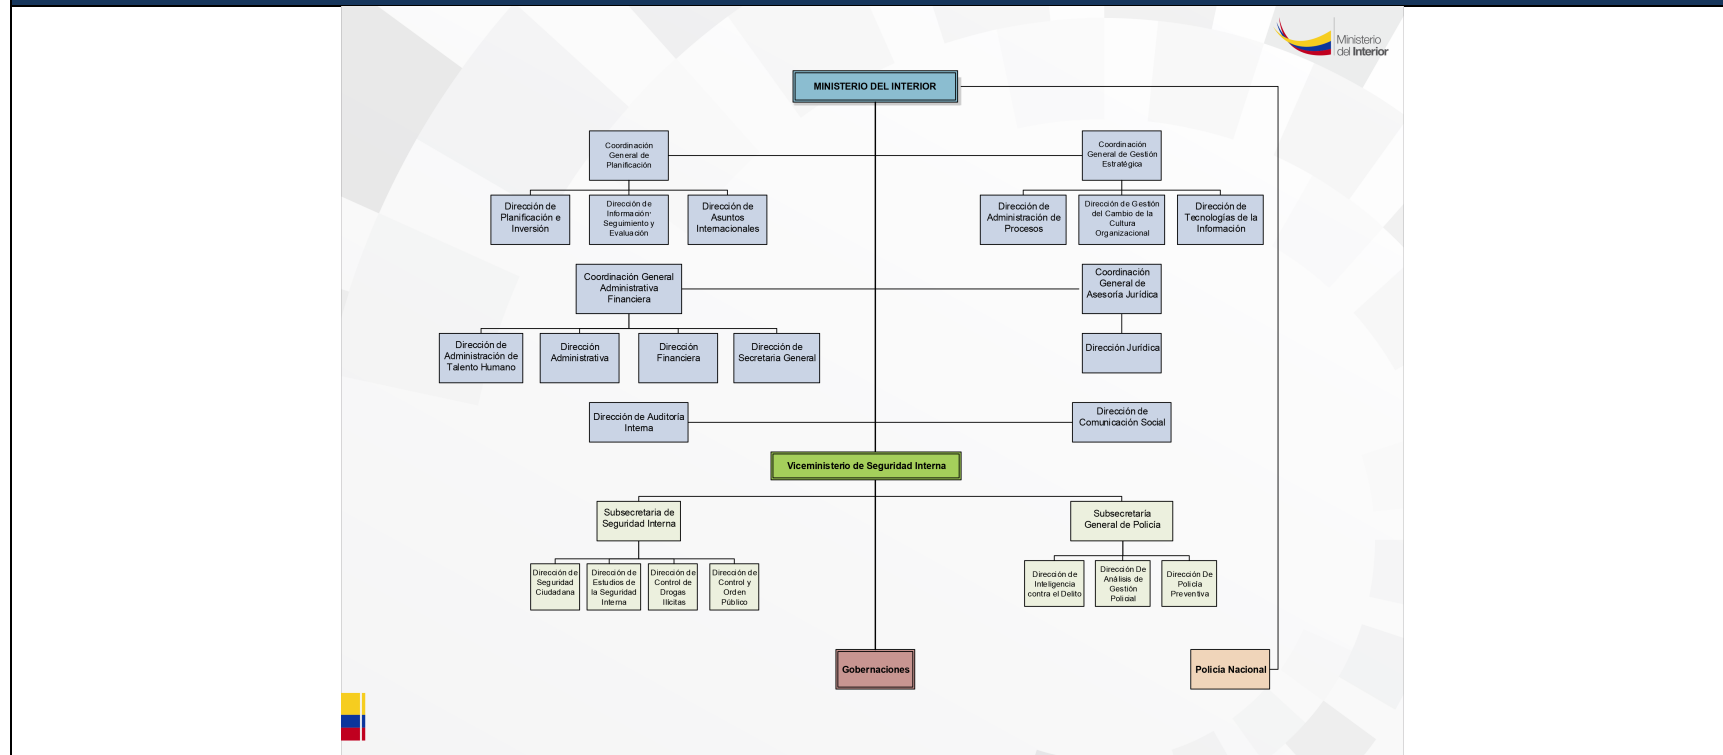 Ministerio
del Interior
MINISTERIO DEL INTERIOR
Coordinación
General de
Planificación
Coordinación
General de Gestión
Estratégica
Dirección de
Planificación e
Inversión
Dirección de
Información
Seguimiento y
Evaluación
Dirección de
Asuntos
Internacionales
Dirección de
Administración de
Procesos
Dirección de Gestión
del Cambio de la
Cultura
Organizacional
Dirección de
Tecnologías de la
Información
Coordinación General
Administrativa
Financiera
Coordinación
General de
Asesoría Jurídica
Dirección de
Administración de
Talento Humano
Dirección
Administrativa
Dirección
Financiera
Dirección de
Secretaria General
Dirección Jurídica
Dirección de Auditoría
Interna
Dirección de
Comunicación Social
Viceministerio de Seguridad Interna
Subsecretaria de
Seguridad Interna
Subsecretaría
General de Policía
Dirección de
Seguridad
Ciudadana
Dirección de
Estudios de
la Seguridad
Interna
Dirección de
Control de
Drogas
Ilícitas
Dirección de
Control y
Orden
Público
Dirección de
Inteligencia
contra el Delito
Dirección De
Análisis de
Gestión
Policial
Dirección De
Policía
Preventiva
Gobernaciones
Policía Nacional